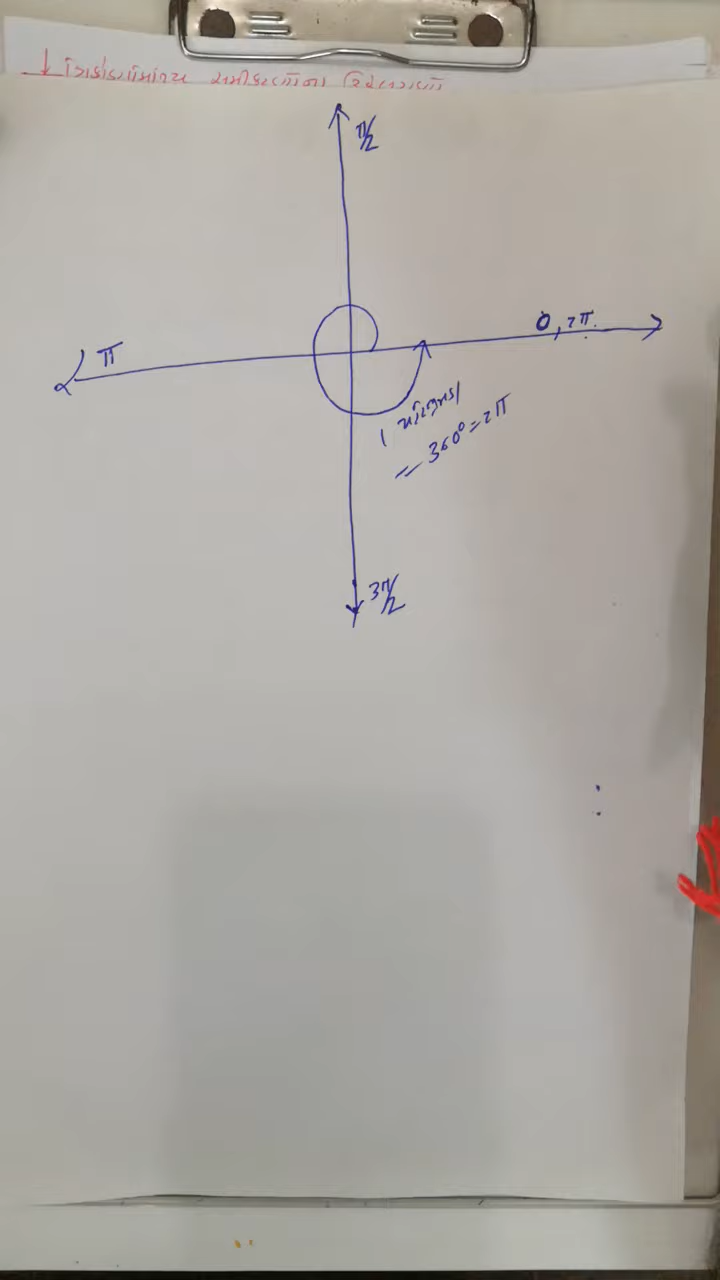 π/2
0, 2π
π
1 પરિભ્રમણ
= 360° = 2π
3π/2